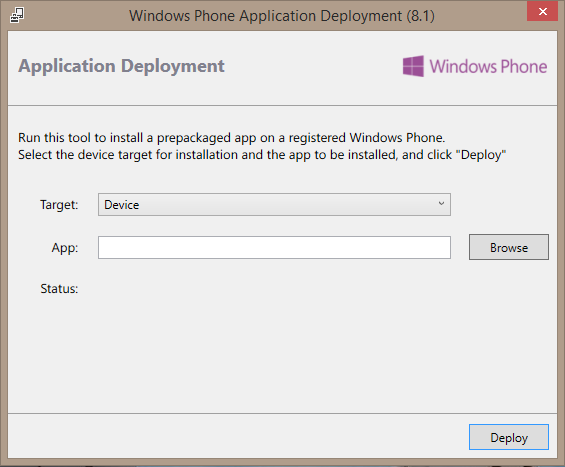 Windows Phone Application Deployment (8.1)
Application Deployment
Windows Phone
Run this tool to install a prepackaged app on a registered Windows Phone.
Select the device target for installation and the app to be installed, and click "Deploy"
Target:
Device
App:
Browse
Status:
Deploy